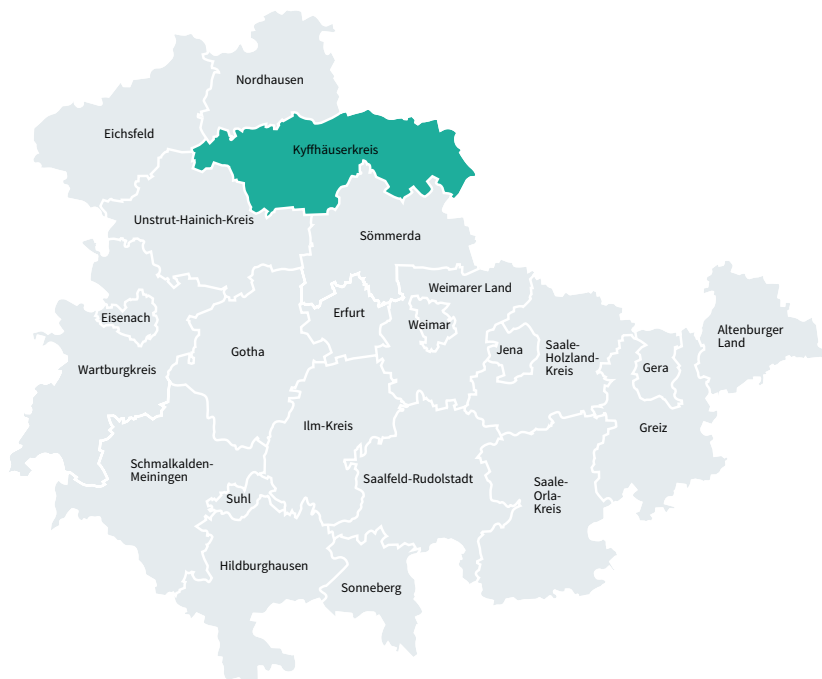 Nordhausen
Eichsfeld
Kyffhäuserkreis
Unstrut-Hainich-Kreis
Sömmerda
Weimarer Land
Eisenach
Erfurt
Weimar
Altenburger
Land
Gotha
Jena
Saale-
Holzland-
Kreis
Wartburgkreis
Gera
Ilm-Kreis
Greiz
Schmalkalden-
Meiningen
Saalfeld-Rudolstadt
Saale-
Orla-
Kreis
Suhl
Hildburghausen
Sonneberg